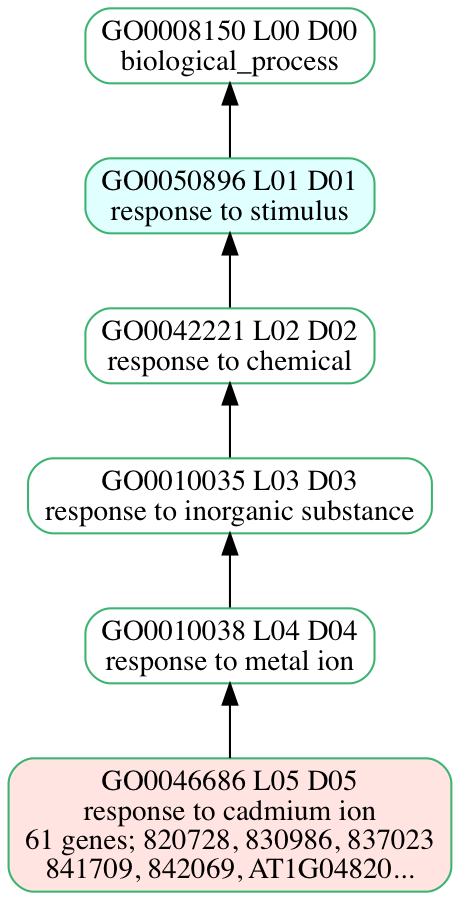 GO0008150 L00 D00
biological_process
GO0050896 L01 D01
response to stimulus
GO0042221 L02 D02
response to chemical
GO0010035 L03 D03
response to inorganic substance
GO0010038 L04 D04
response to metal ion
GO0046686 L05 D05
response to cadmium ion
61 genes; 820728, 830986, 837023
841709, 842069, AT1G04820...